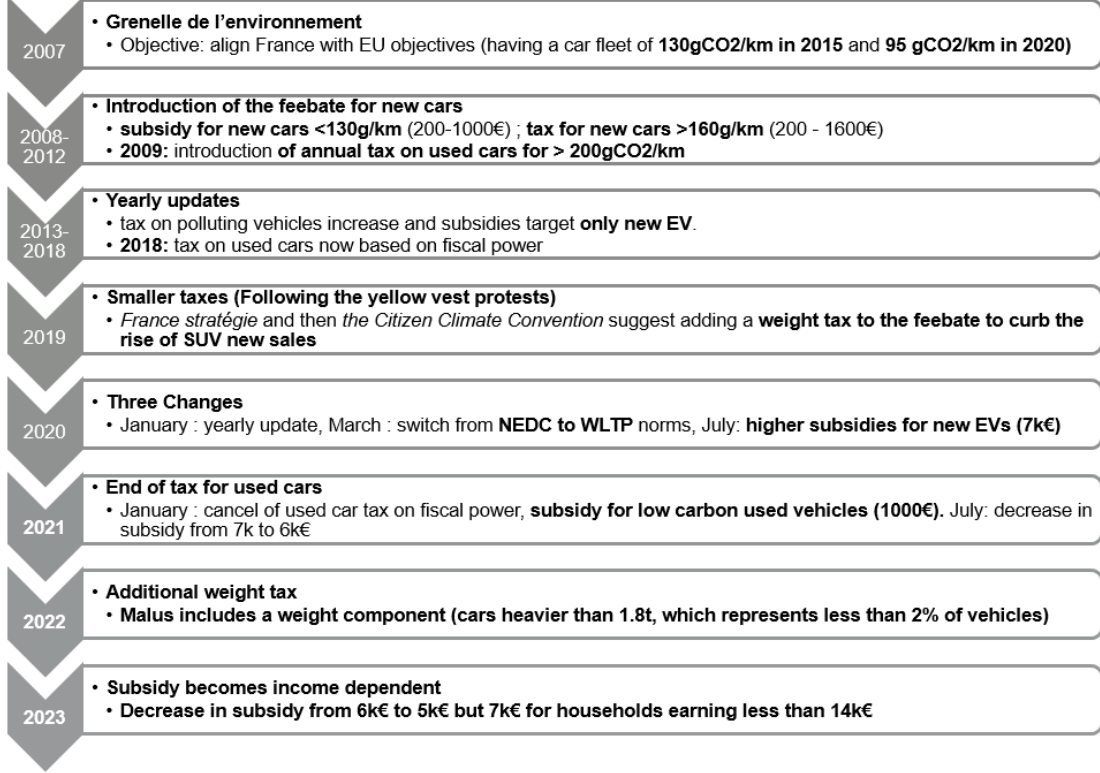 2007
• Grenelle de l'environnement
• Objective: align France with EU objectives (having a car fleet of 130gCO2/km in 2015 and 95 gCO2/km in 2020)
2008-
2012
• Introduction of the feebate for new cars
• subsidy for new cars <130g/km (200-1000€) ; tax for new cars >160g/km (200 - 1600€)
• 2009: introduction of annual tax on used cars for > 200gCO2/km
2013-
2018
• Yearly updates
• tax on polluting vehicles increase and subsidies target only new EV.
• 2018: tax on used cars now based on fiscal power
2019
• Smaller taxes (Following the yellow vest protests)
• France stratégie and then the Citizen Climate Convention suggest adding a weight tax to the feebate to curb the
rise of SUV new sales
2020
• Three Changes
• January : yearly update, March : switch from NEDC to WLTP norms, July: higher subsidies for new EVs (7k€)
2021
• End of tax for used cars
• January : cancel of used car tax on fiscal power, subsidy for low carbon used vehicles (1000€). July: decrease in
subsidy from 7k to 6k€
2022
• Additional weight tax
• Malus includes a weight component (cars heavier than 1.8t, which represents less than 2% of vehicles)
2023
• Subsidy becomes income dependent
• Decrease in subsidy from 6k€ to 5k€ but 7k€ for households earning less than 14k€